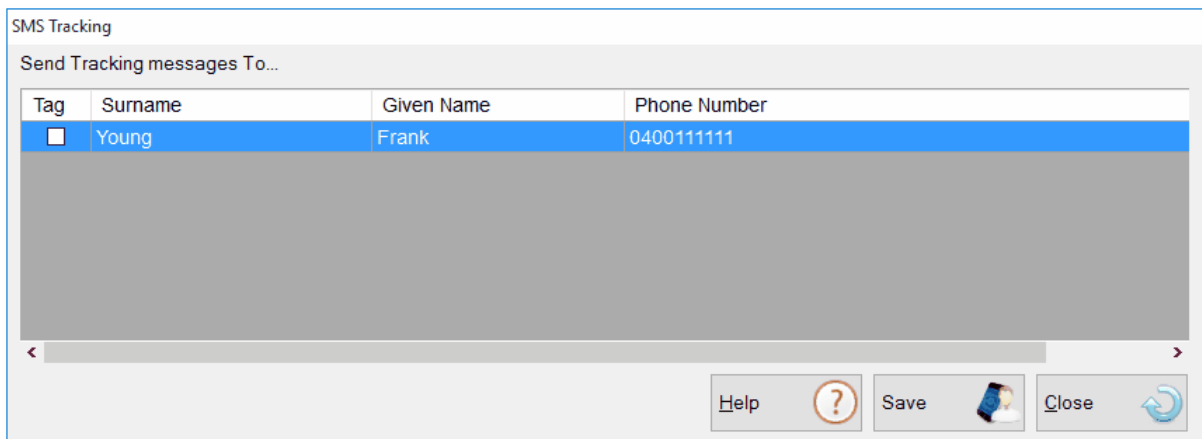 SMS Tracking
Send Tracking messages To...
Tag Surname Given Name Phone Number
Young Frank 0400111111
Help ? Save Close